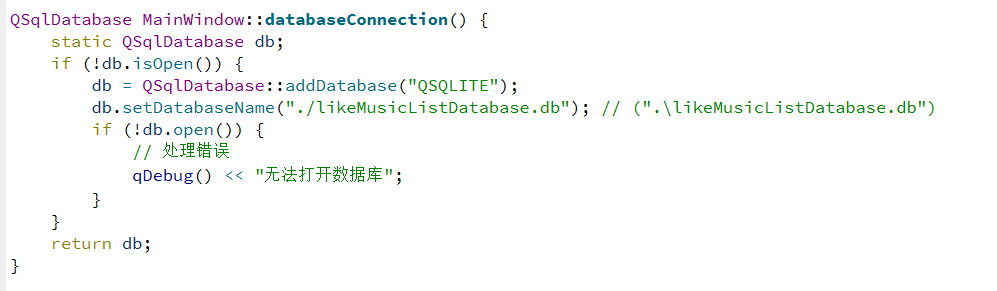 QSqlDatabase MainWindow::databaseConnection() {
    static QSqlDatabase db;
    if (!db.isOpen()) {
        db = QSqlDatabase::addDatabase("QSQLITE");
        db.setDatabaseName("./likeMusicListDatabase.db"); // (".\likeMusicListDatabase.db")
        if (!db.open()) {
            // 处理错误
            qDebug() << "无法打开数据库";
        }
    }
    return db;
}